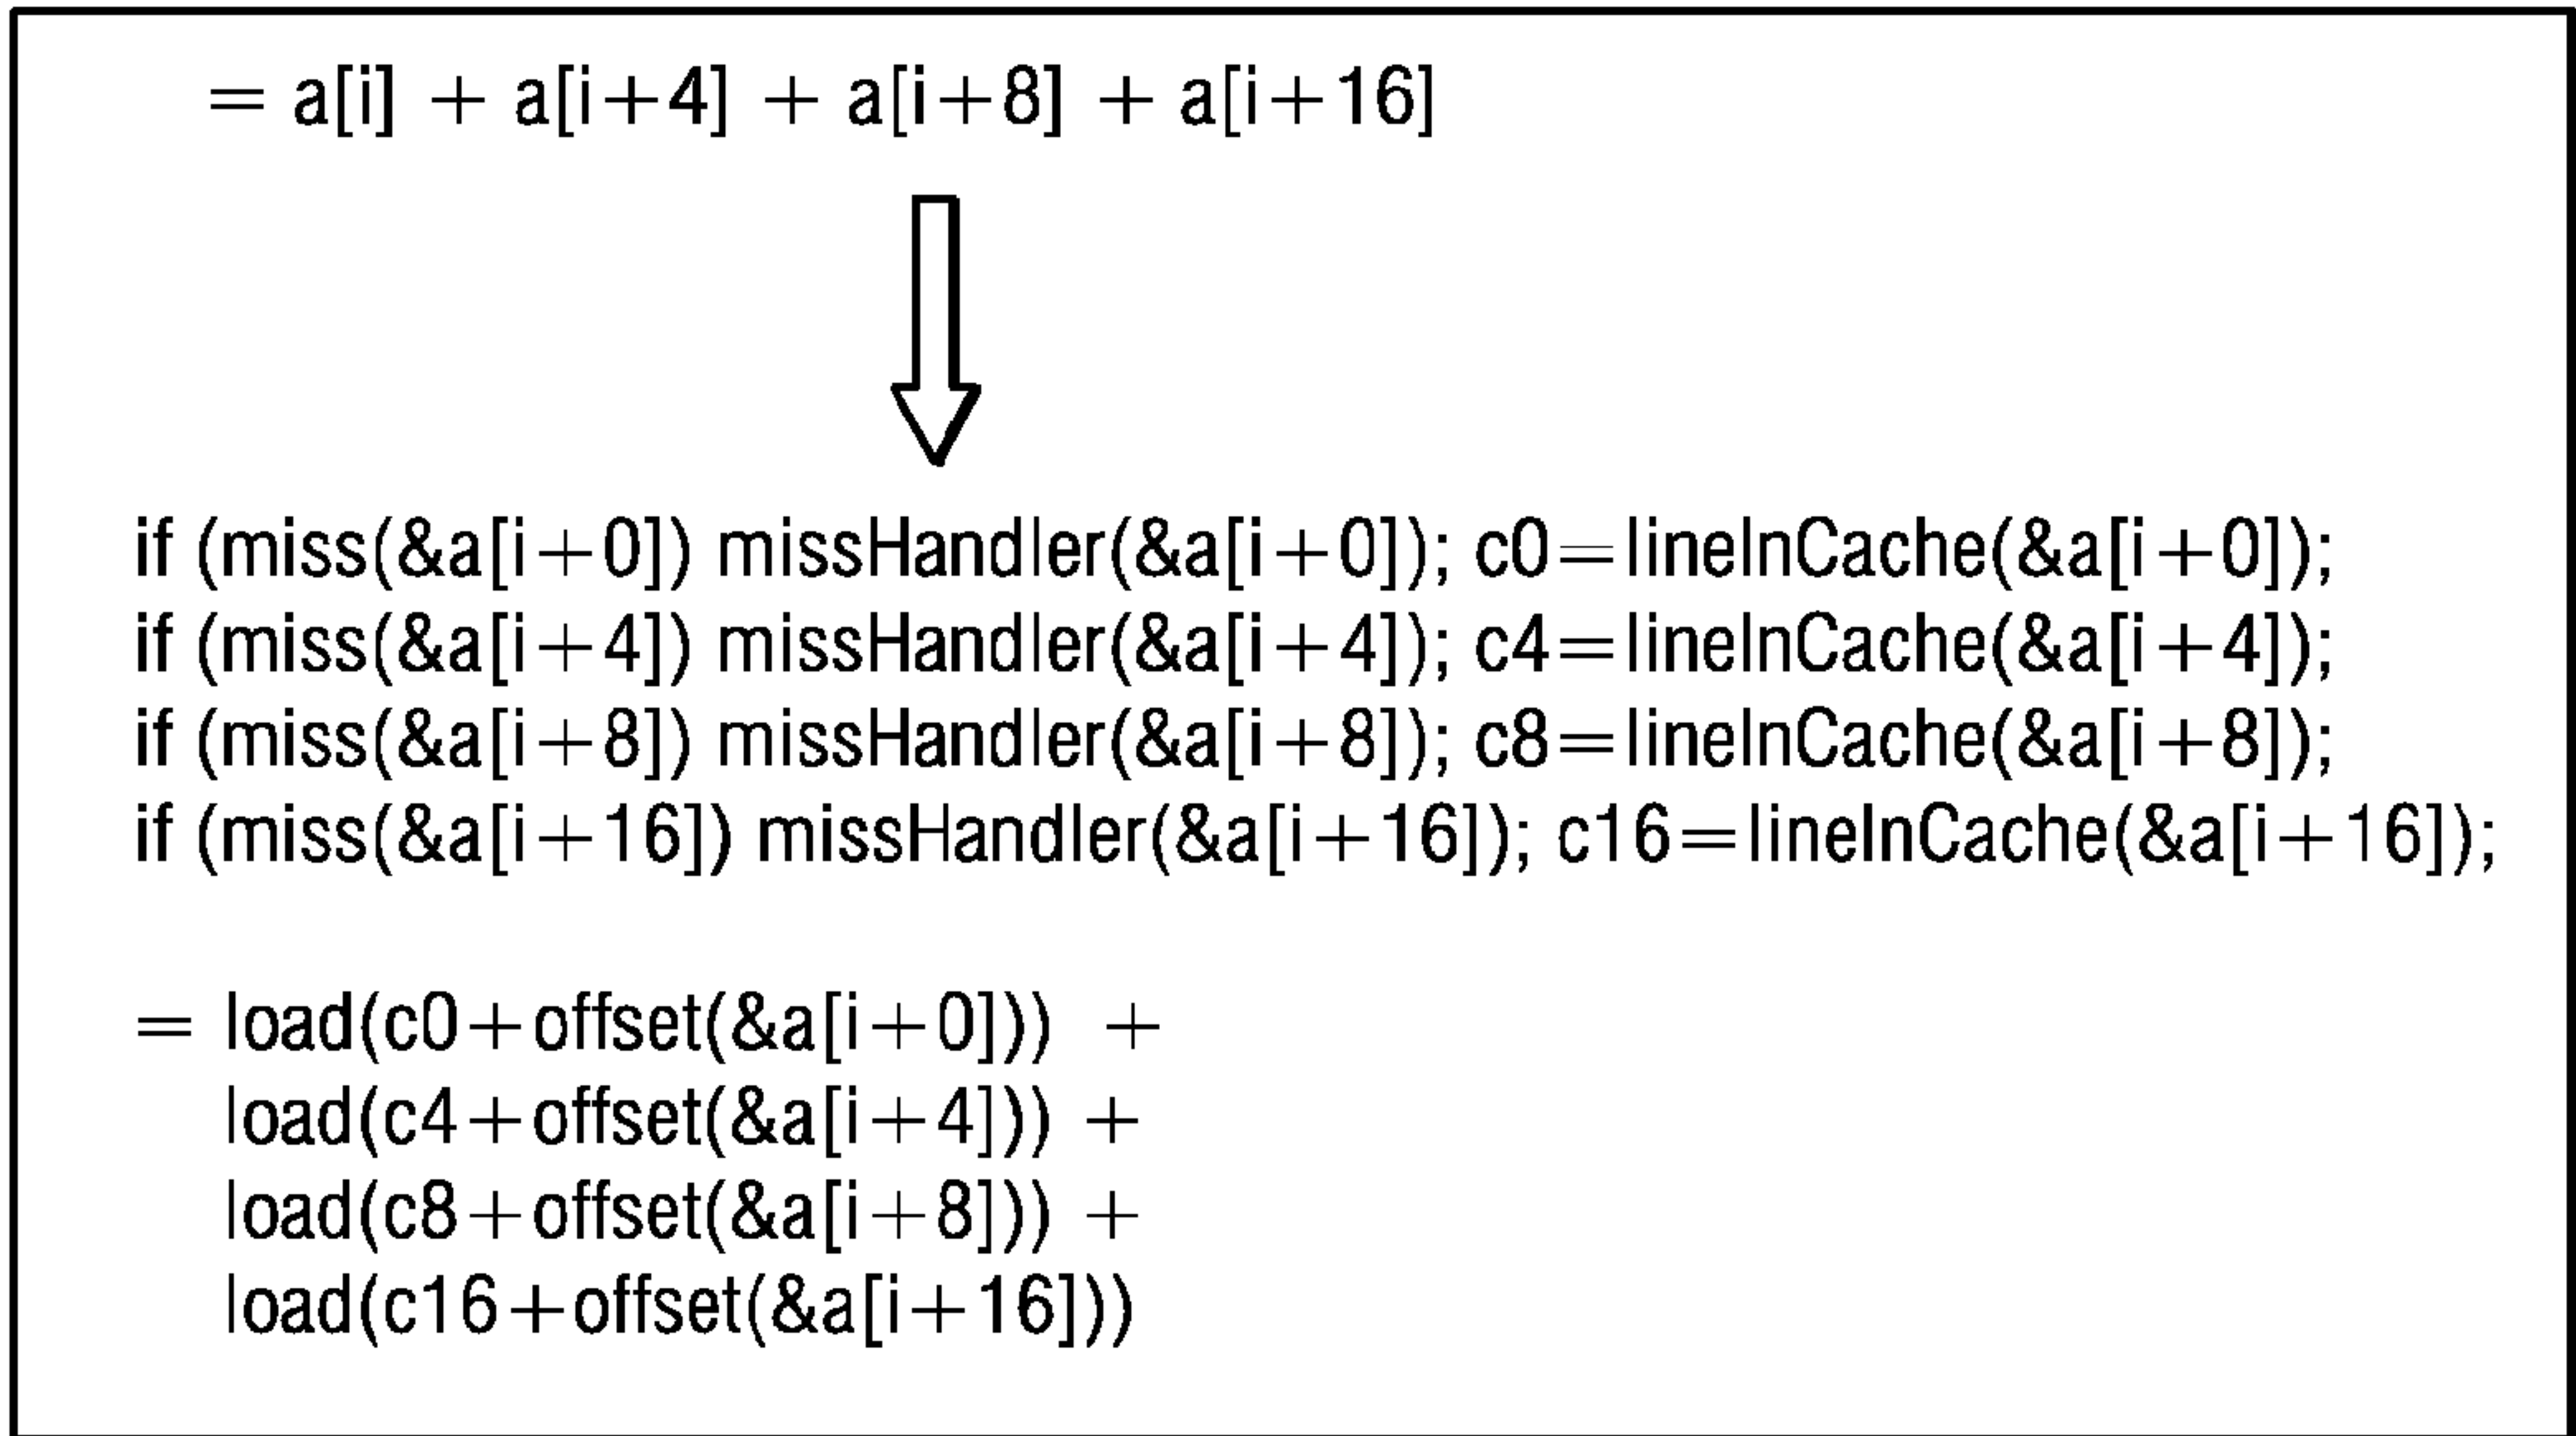 = a[i] + a[i+4] + a[i+8] + a[i+16]
if (miss(&a[i+0]) missHandler(&a[i+0]); c0=lineInCache(&a[i+0]);
if (miss(&a[i+4]) missHandler(&a[i+4]); c4=lineInCache(&a[i+4]);
if (miss(&a[i+8]) missHandler(&a[i+8]); c8=lineInCache(&a[i+8]);
if (miss(&a[i+16]) missHandler(&a[i+16]); c16=lineInCache(&a[i+16]);
= load(c0+offset(&a[i+0])) +
load(c4+offset(&a[i+4])) +
load(c8+offset(&a[i+8])) +
load(c16+offset(&a[i+16]))